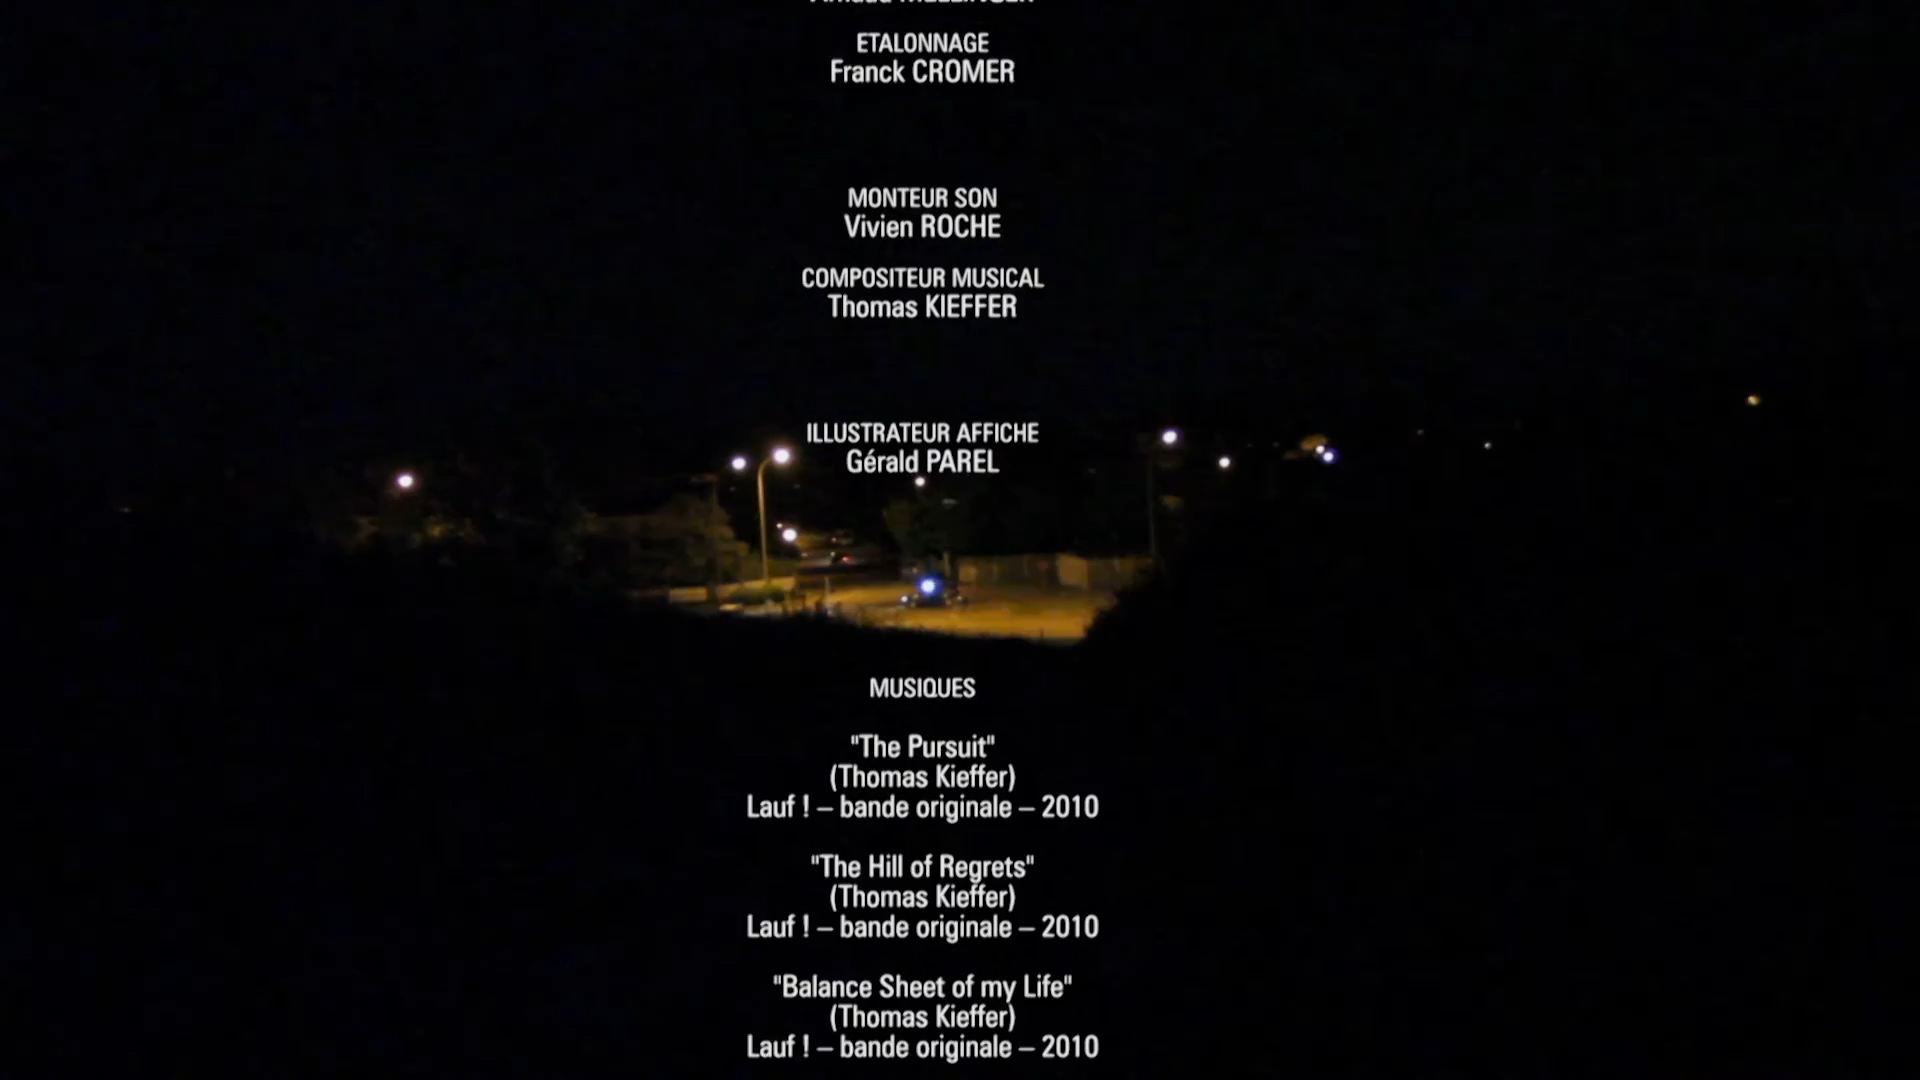 ETALONNAGE
Franck CROMER
MONTEUR SON
Vivien ROCHE
COMPOSITEUR MUSICAL
Thomas KIEFFER
ILLUSTRATEUR AFFICHE
Gérald PAREL
MUSIQUES
"The Pursuit"
(Thomas Kieffer)
Lauf ! – bande originale – 2010
"The Hill of Regrets"
(Thomas Kieffer)
Lauf ! – bande originale – 2010
"Balance Sheet of my Life"
(Thomas Kieffer)
Lauf ! – bande originale – 2010